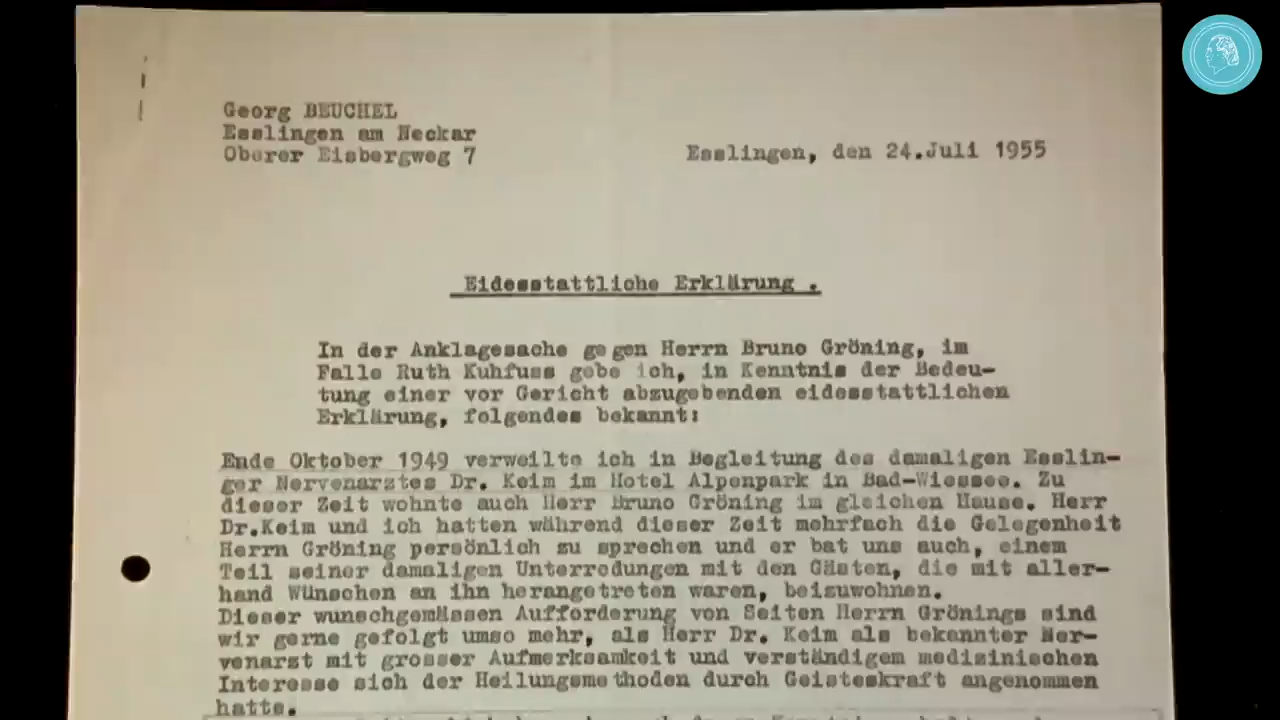 Georg BEUCHEL
Esslingen am Neckar
Oberer Eisbergweg 7
Esslingen, den 24.Juli 1955
Eidesstattliche Erklärung .
In der Anklagesache gegen Herrn Bruno Gröning, im
Falle Ruth Kuhfuss gebe ich, in Kenntnis der Bedeu-
tung einer vor Gericht abzugebenden eidesstattlichen
Erklärung, folgendes bekannt:
Ende Oktober 1949 verweilte ich in Begleitung des damaligen Esslin-
ger Nervenarztes Dr. Keim im Hotel Alpenpark in Bad-Wiessee. Zu
dieser Zeit wohnte auch Herr Bruno Gröning im gleichen Hause. Herr
Dr.Keim und ich hatten während dieser Zeit mehrfach die Gelegenheit
Herrn Gröning persönlich zu sprechen und er bat uns auch, einem
Teil seiner damaligen Unterredungen mit den Gästen, die mit aller-
hand Wünschen an ihn herangetreten waren, beizuwohnen.
Dieser wunschgemässen Aufforderung von Seiten Herrn Grönings sind
wir gerne gefolgt umso mehr, als Herr Dr. Keim als bekannter Ner-
venarzt mit grosser Aufmerksamkeit und verständigem medizinischen
Interesse sich der Heilungsmethoden durch Geisteskraft angenommen
hatte.